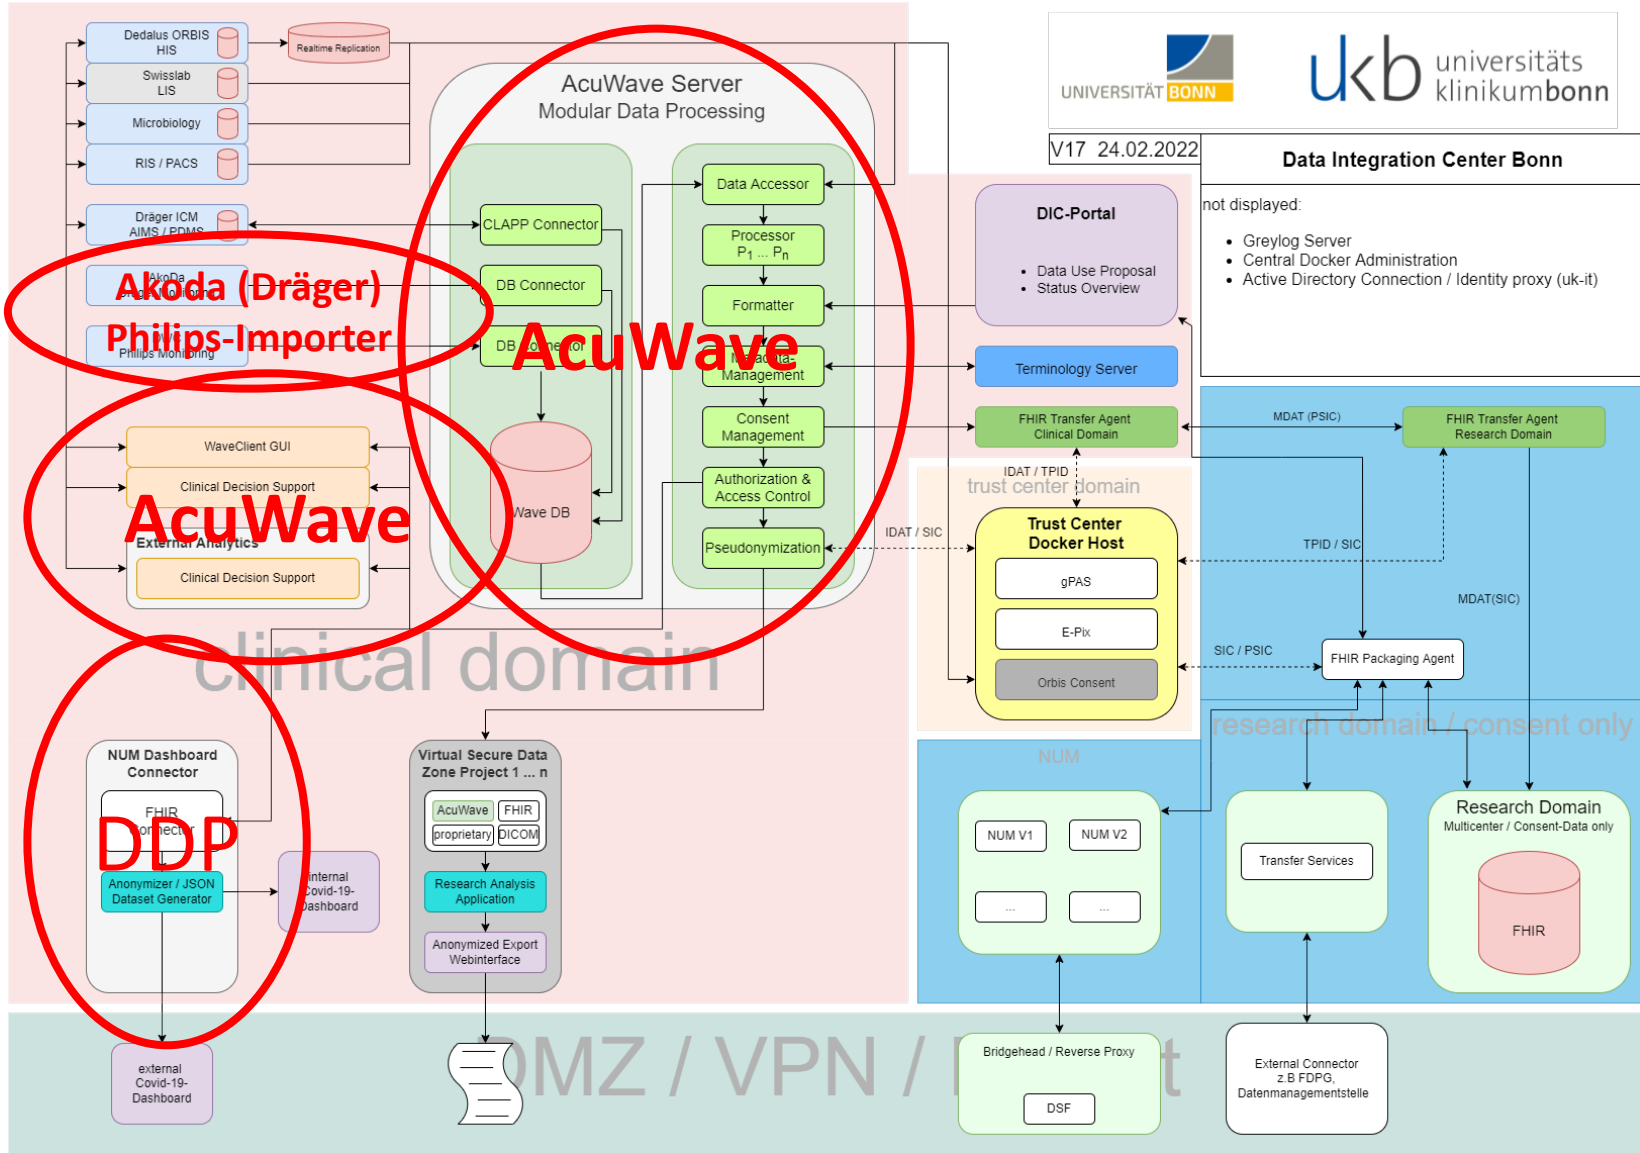 Dedalus ORBIS
HIS
Realtime Replication
Swisslab
LIS
Microbiology
RIS / PACS
Dräger ICM
AIMS / PDMS
AkoDa
Dräger Monitoring
Akoda (Dräger)
Philips-Importer
Philips Monitoring
AcuWave Server
Modular Data Processing
CLAPP Connector
DB Connector
DB Connector
Wave DB
Data Accessor
Processor
P1 ... Pn
Formatter
Metadata-
Management
Consent
Management
Authorization &
Access Control
Pseudonymization
AcuWave
WaveClient GUI
Clinical Decision Support
AcuWave
External Analytics
Clinical Decision Support
clinical domain
UNIVERSITÄT BONN
ukb universitäts
klinikumbonn
V17 24.02.2022
Data Integration Center Bonn
not displayed:
• Greylog Server
• Central Docker Administration
• Active Directory Connection / Identity proxy (uk-it)
DIC-Portal
• Data Use Proposal
• Status Overview
Terminology Server
FHIR Transfer Agent
Clinical Domain
MDAT (PSIC)
FHIR Transfer Agent
Research Domain
IDAT / TPID
trust center domain
Trust Center
Docker Host
gPAS
E-Pix
Orbis Consent
IDAT / SIC
TPID / SIC
MDAT(SIC)
SIC / PSIC
FHIR Packaging Agent
research domain / consent only
NUM
NUM V1
NUM V2
...
...
Transfer Services
Research Domain
Multicenter / Consent-Data only
FHIR
NUM Dashboard
Connector
FHIR
Connector
DDP
Anonymizer / JSON
Dataset Generator
internal
Covid-19-
Dashboard
Virtual Secure Data
Zone Project 1 ... n
AcuWave
FHIR
proprietary
DICOM
Research Analysis
Application
Anonymized Export
Webinterface
DMZ / VPN /
external
Covid-19-
Dashboard
Bridgehead / Reverse Proxy
DSF
External Connector
z.B FDPG,
Datenmanagementstelle